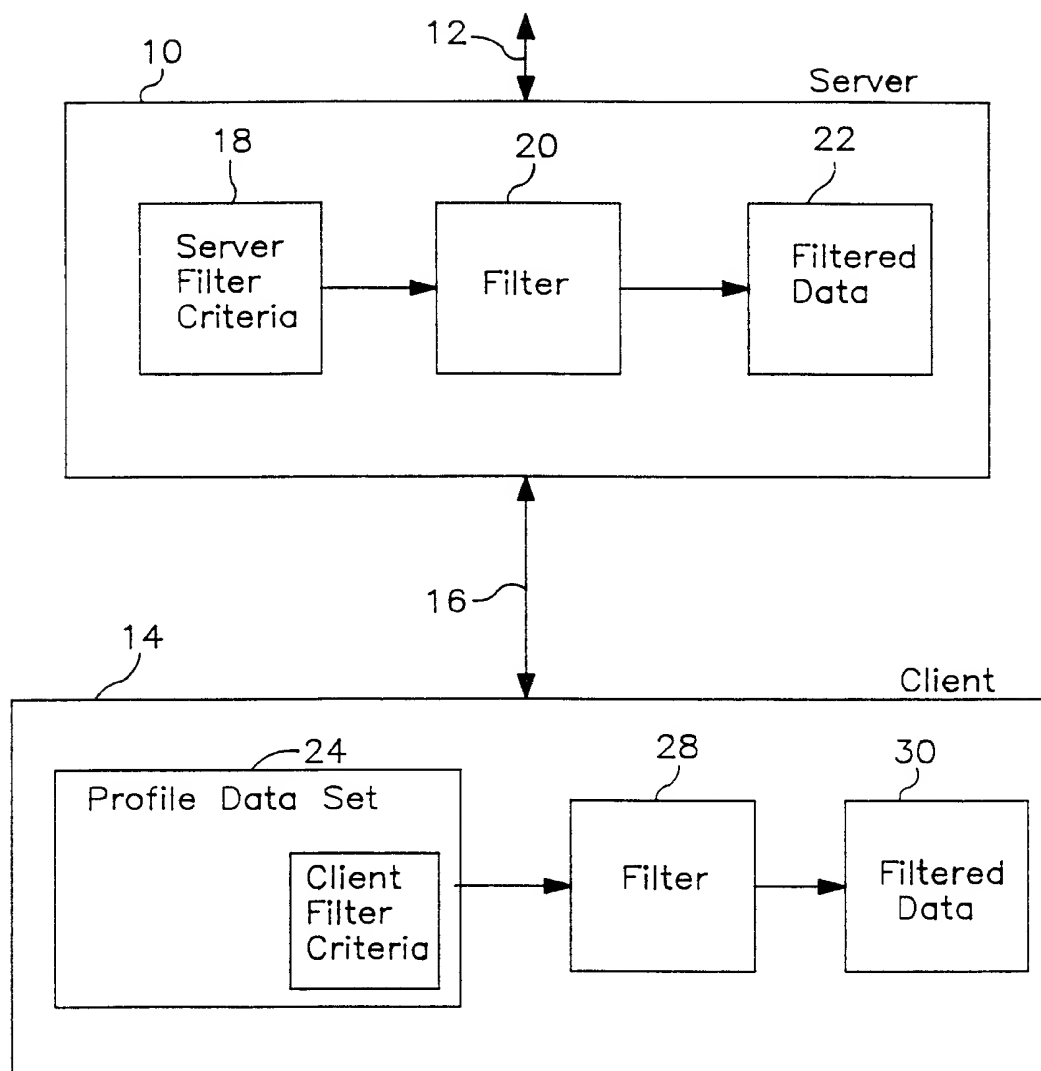 12
10
Server
18
20
22
Server
Filter
Criteria
Filter
Filtered
Data
16
14
Client
24
28
30
Profile Data Set
Client
Filter
Criteria
Filter
Filtered
Data